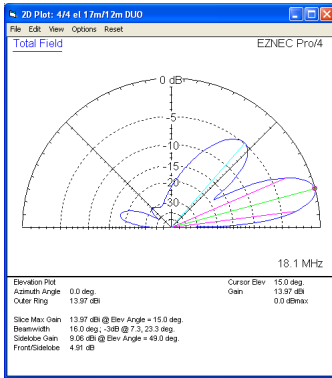 2D Plot: 4/4 el 17m/12m DUO
File Edit View Options Reset
Total Field
EZNEC Pro/4
0 dB
-5
-10
-15
-20
-30
18.1 MHz
Elevation Plot
Azimuth Angle 0.0 deg.
Outer Ring 13.97 dBi
Cursor Elev 15.0 deg.
Gain 13.97 dBi
0.0 dBmax
Slice Max Gain 13.97 dBi @ Elev Angle = 15.0 deg.
Beamwidth 16.0 deg.; -3dB @ 7.3, 23.3 deg.
Sidelobe Gain 9.06 dBi @ Elev Angle = 49.0 deg.
Front/Sidelobe 4.91 dB